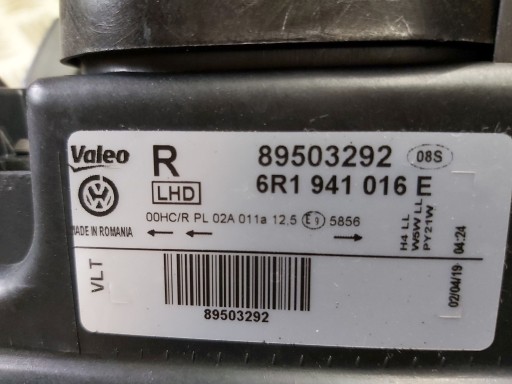 Valeo R 89503292 08S
LHD 6R1 941 016 E
00HC/R PL 02A 011a 12.5 E9 5856
MADE IN ROMANIA
H4 LL
W5W LL
PY21W
02/04/19 04:24
VLT
89503292